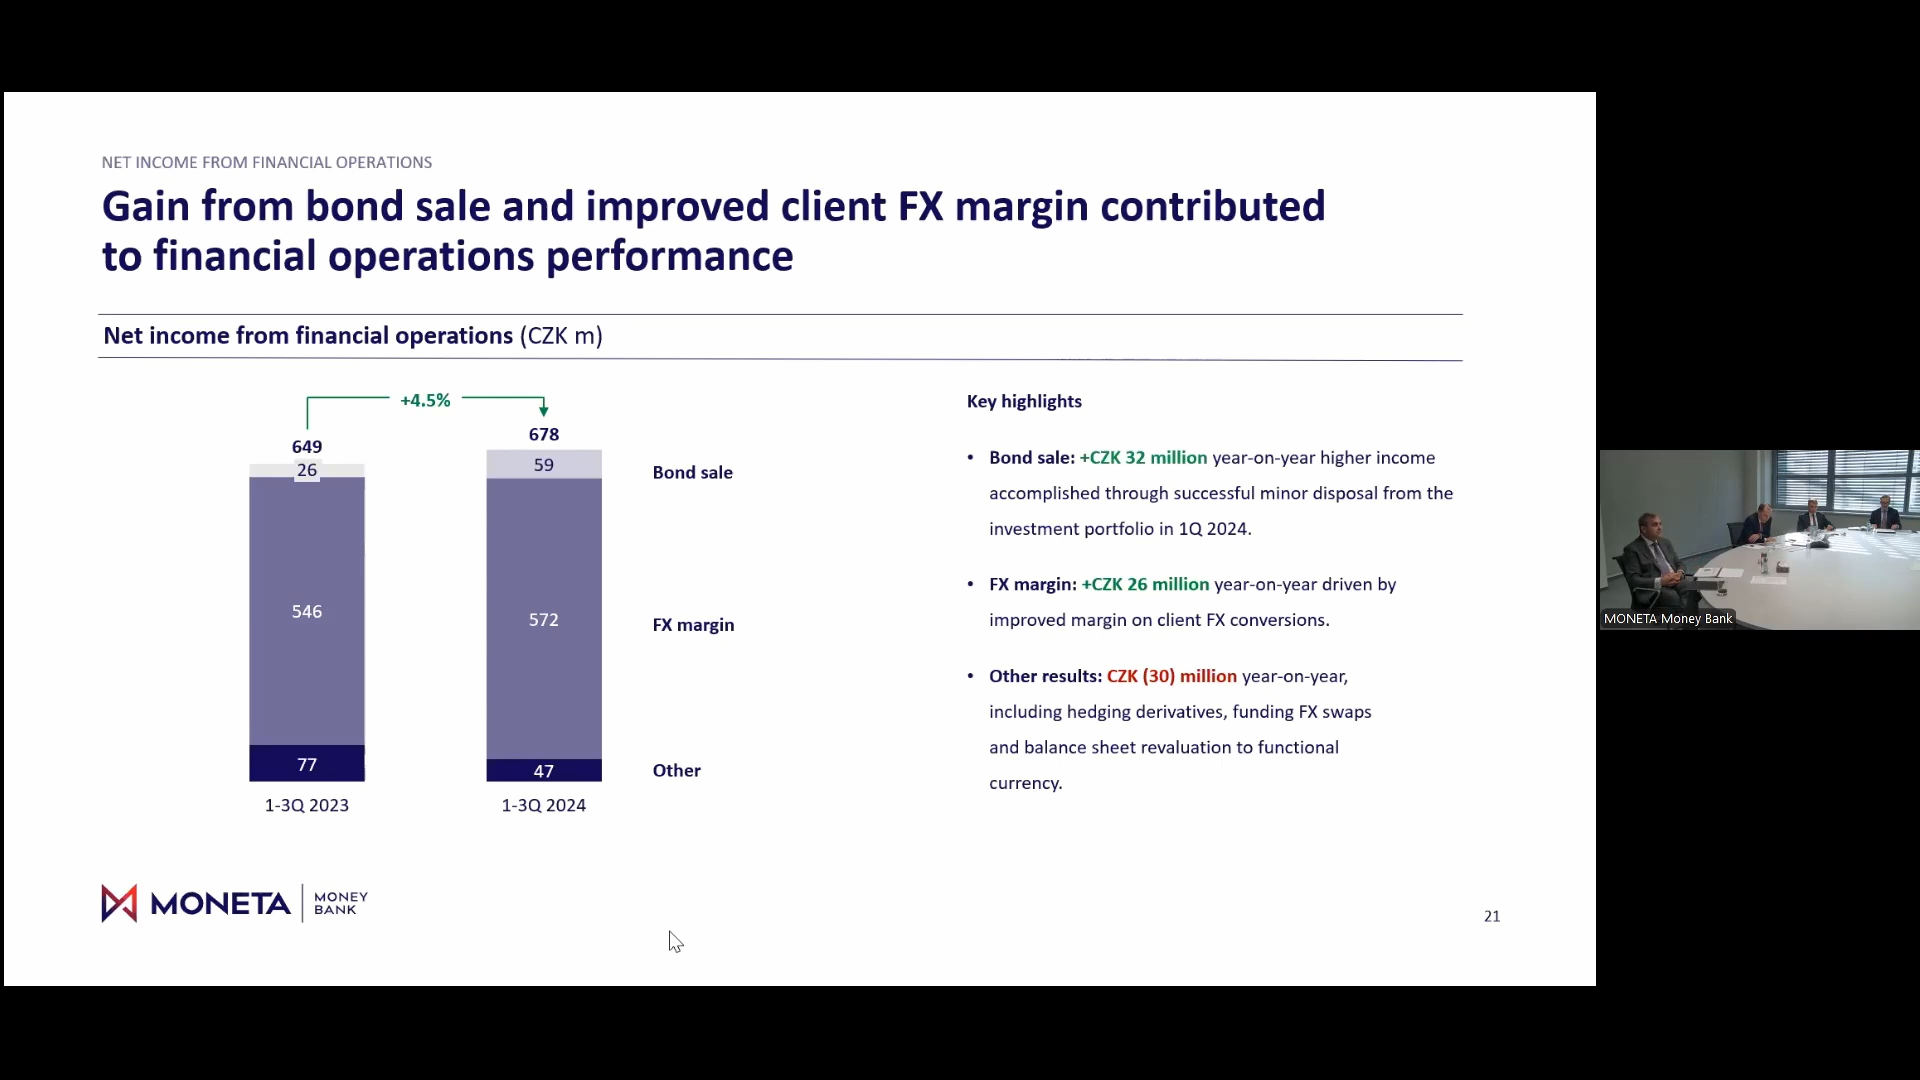 NET INCOME FROM FINANCIAL OPERATIONS
Gain from bond sale and improved client FX margin contributed
to financial operations performance
Net income from financial operations (CZK m)
+4.5%
649
678
26
59
Bond sale
546
572
FX margin
77
47
Other
1-3Q 2023
1-3Q 2024
Key highlights
• Bond sale: +CZK 32 million year-on-year higher income
accomplished through successful minor disposal from the
investment portfolio in 1Q 2024.
• FX margin: +CZK 26 million year-on-year driven by
improved margin on client FX conversions.
• Other results: CZK (30) million year-on-year,
including hedging derivatives, funding FX swaps
and balance sheet revaluation to functional
currency.
MONETA MONEY
BANK
21
MONETA Money Bank